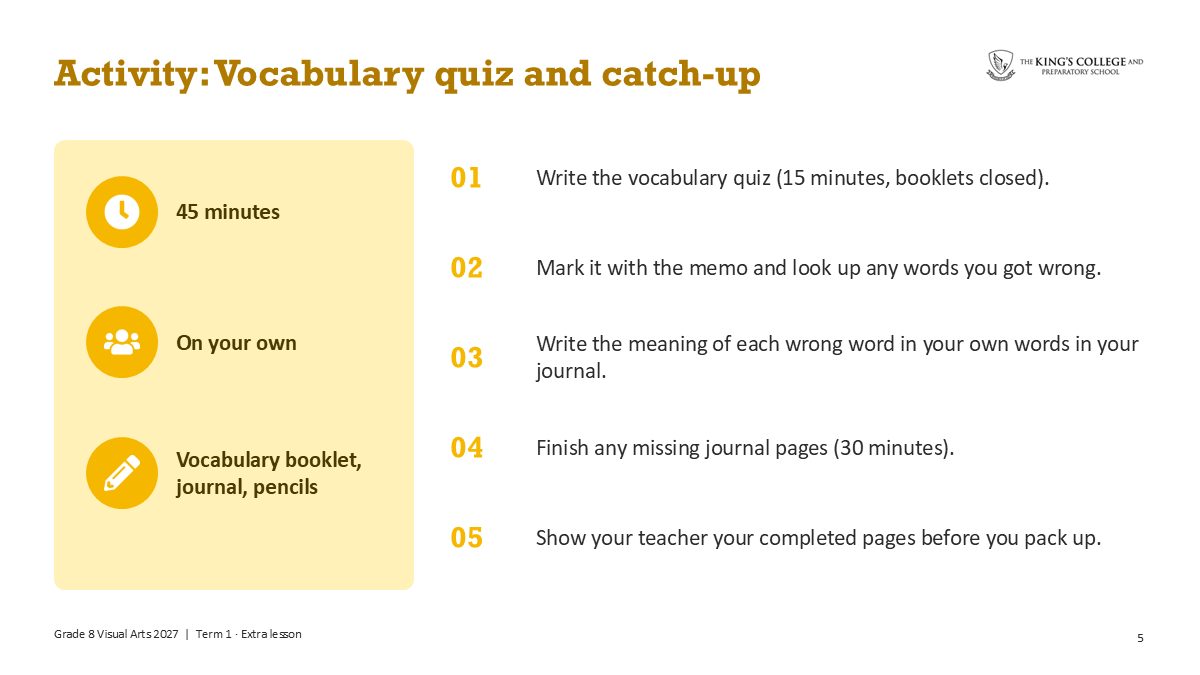 Activity: Vocabulary quiz and catch-up
THE KING'S COLLEGE AND
PREPARATORY SCHOOL
45 minutes
On your own
Vocabulary booklet,
journal, pencils
01 Write the vocabulary quiz (15 minutes, booklets closed).
02 Mark it with the memo and look up any words you got wrong.
03 Write the meaning of each wrong word in your own words in your
journal.
04 Finish any missing journal pages (30 minutes).
05 Show your teacher your completed pages before you pack up.
Grade 8 Visual Arts 2027 | Term 1 · Extra lesson
5